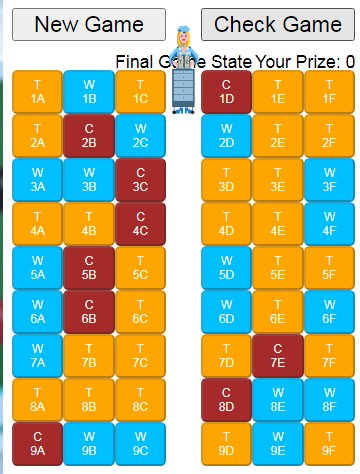 New Game Check Game
Final Game State Your Prize: 0
T W T C T T
1A 1B 1C 1D 1E 1F
T C W W T T
2A 2B 2C 2D 2E 2F
W W C T T W
3A 3B 3C 3D 3E 3F
T T C T T W
4A 4B 4C 4D 4E 4F
W C T W T T
5A 5B 5C 5D 5E 5F
W C T W T W
6A 6B 6C 6D 6E 6F
W T T T C T
7A 7B 7C 7D 7E 7F
T T T C W W
8A 8B 8C 8D 8E 8F
C W W T W T
9A 9B 9C 9D 9E 9F